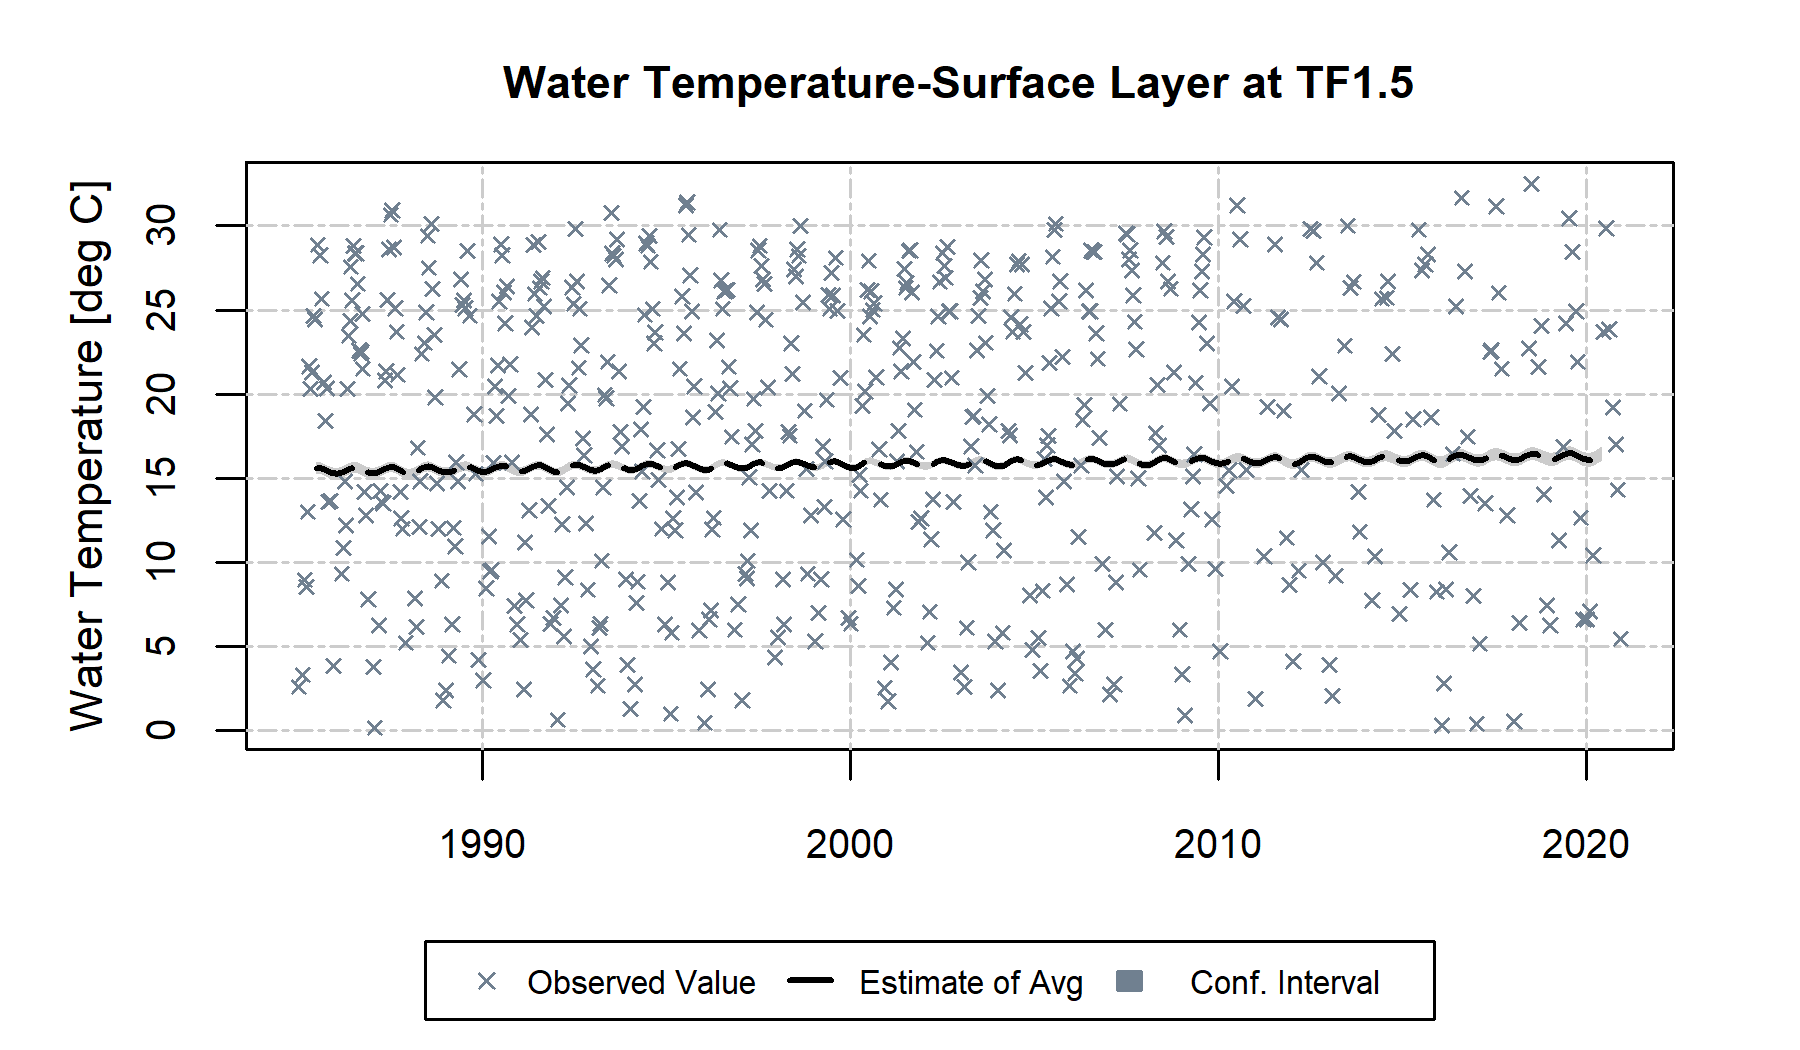 Water Temperature-Surface Layer at TF1.5
Water Temperature [deg C]
30
25
20
15
10
5
0
1990 2000 2010 2020
Observed Value Estimate of Avg Conf. Interval